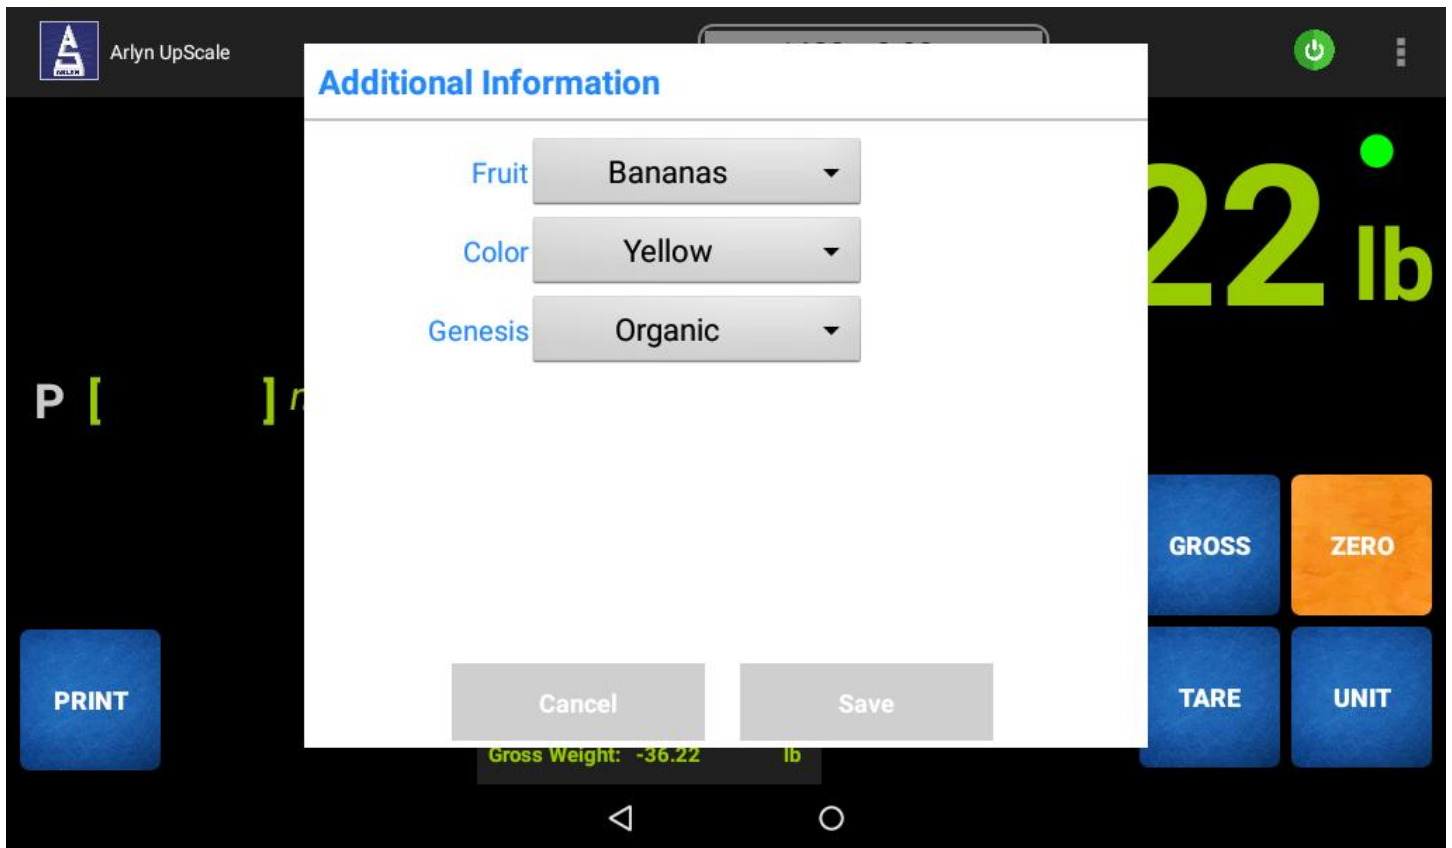 Arlyn UpScale
ARLYN
Additional Information
Fruit Bananas
Color Yellow
Genesis Organic
22 lb
P [ ]
GROSS ZERO
PRINT
Cancel Save
TARE UNIT
Gross Weight: -36.22 lb